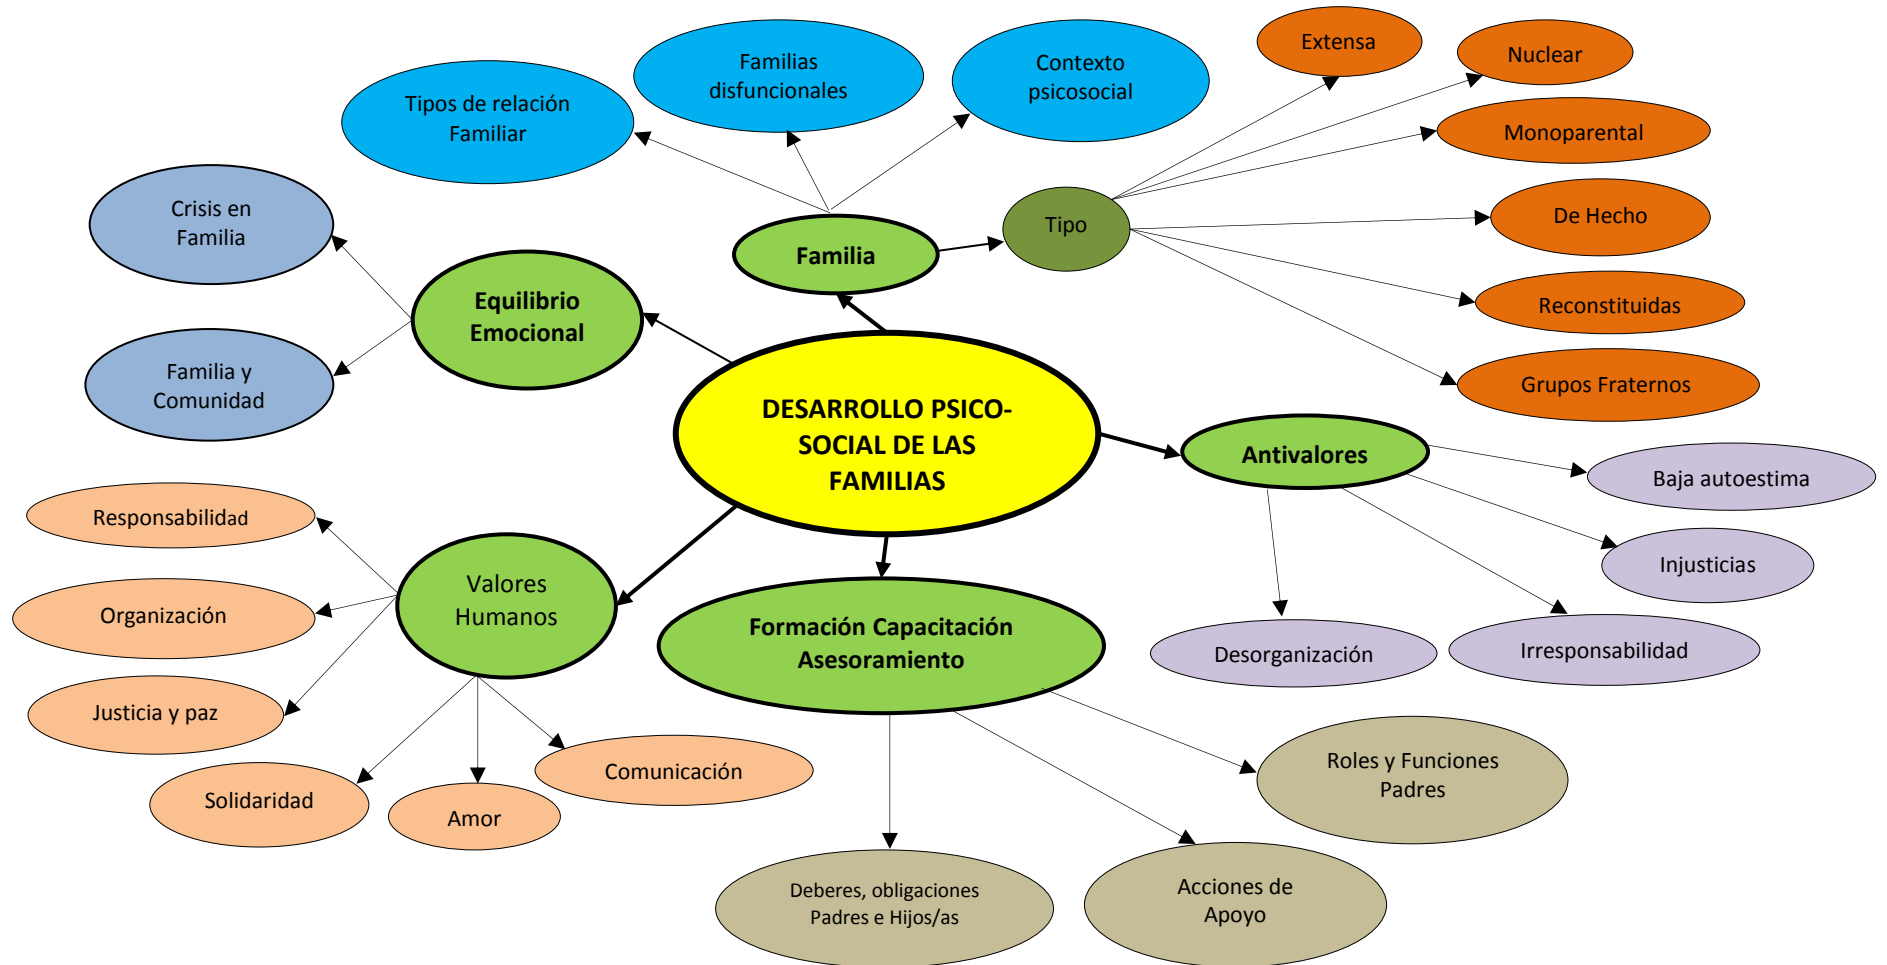 Extensa
Nuclear
Familias
disfuncionales
Contexto
psicosocial
Tipos de relación
Familiar
Monoparental
Crisis en
Familia
Tipo
De Hecho
Familia
Equilibrio
Emocional
Reconstituidas
Familia y
Comunidad
Grupos Fraternos
DESARROLLO PSICO-
SOCIAL DE LAS
FAMILIAS
Antivalores
Baja autoestima
Responsabilidad
Injusticias
Valores
Humanos
Organización
Formación Capacitación
Asesoramiento
Desorganización
Irresponsabilidad
Justicia y paz
Comunicación
Roles y Funciones
Padres
Solidaridad
Amor
Deberes, obligaciones
Padres e Hijos/as
Acciones de
Apoyo